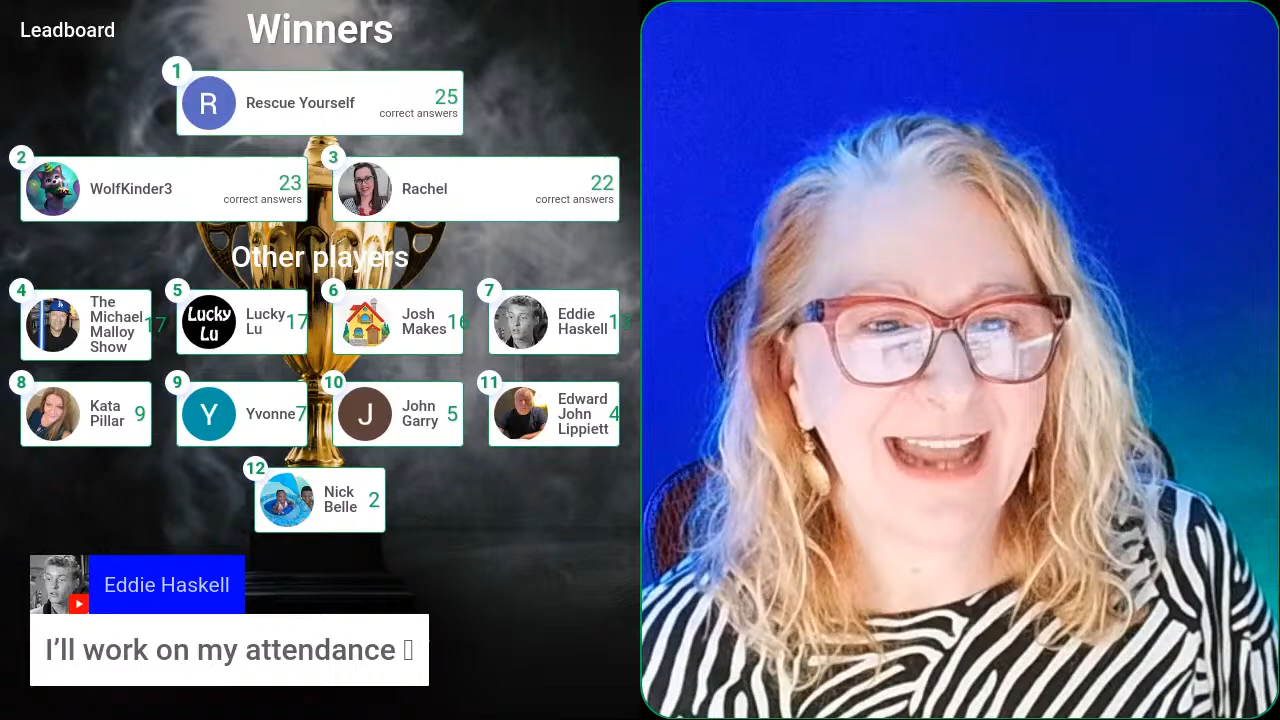 Leadboard
Winners
1
R
Rescue Yourself
25
correct answers
2
WolfKinder3
23
correct answers
3
Rachel
22
correct answers
Other players
4
The
Michael
Malloy
Show
17
5
Lucky
Lu
Lucky
Lu
17
6
Josh
Makes
16
7
Eddie
Haskell
8
Kata
Pillar
9
9
Y
Yvonne
7
10
J
John
Garry
5
11
Edward
John
Lippiett
4
12
Nick
Belle
2
Eddie Haskell
I’ll work on my attendance